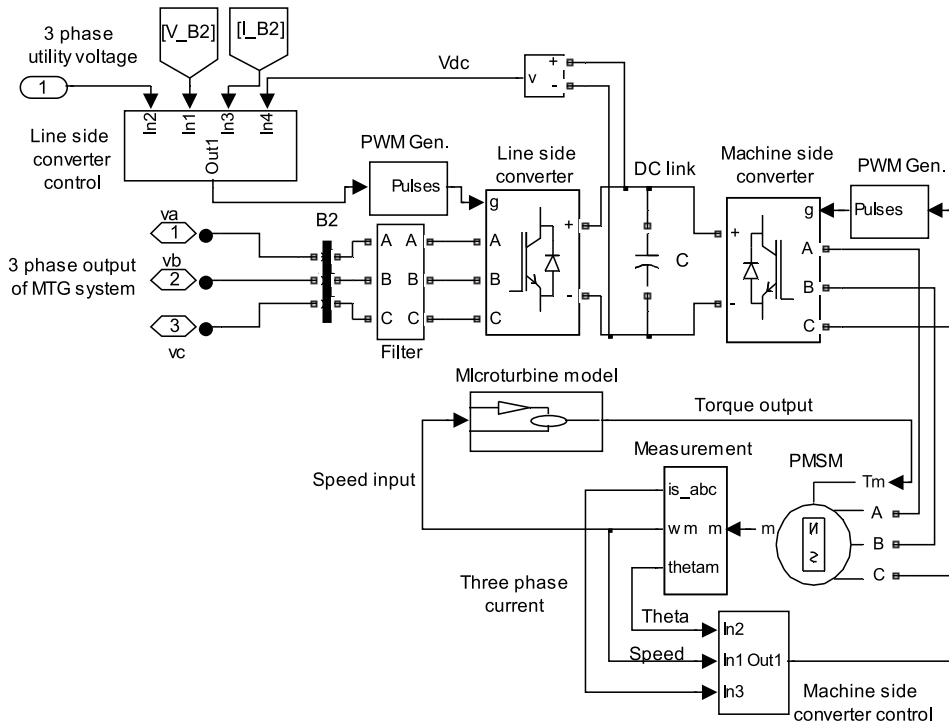 3 phase
utility voltage
1
[V_B2]
[I_B2]
Vdc
v
+
-
In2
In1
In3
In4
Out1
Line side
converter
control
PWM Gen.
Pulses
Line side
converter
g
A
B
C
+
-
DC link
C
Machine side
converter
+
-
g
A
B
C
PWM Gen.
Pulses
va
1
vb
2
3
vc
3 phase output
of MTG system
B2
A
B
C
A
B
C
Filter
MIcroturbine model
Torque output
Speed input
Measurement
is_abc
wm
m
thetam
m
PMSM
Tm
A
B
C
N
S
Three phase
current
Theta
Speed
In2
In1
Out1
In3
Machine side
converter control